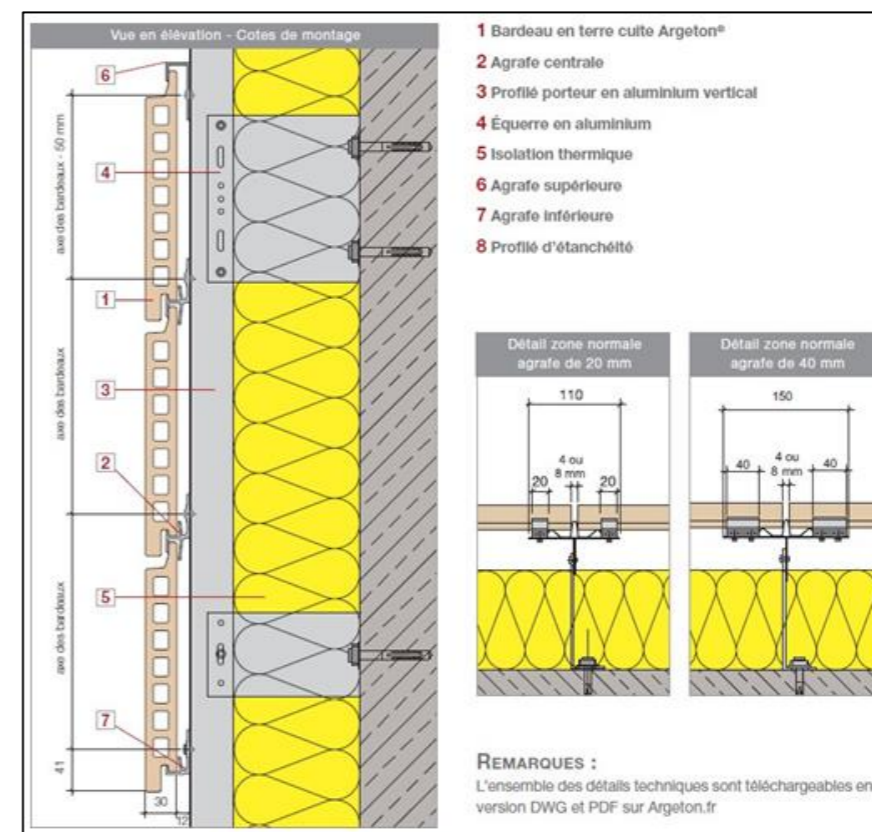 Vue en élévation - Cotes de montage
6
4
1
3
2
5
7
axe des bardeaux - 50 mm
axe des bardeaux
axe des bardeaux
41
30
12
1 Bardeau en terre cuite Argeton®
2 Agrafe centrale
3 Profilé porteur en aluminium vertical
4 Équerre en aluminium
5 Isolation thermique
6 Agrafe supérieure
7 Agrafe inférieure
8 Profilé d'étanchéité
Détail zone normale
agrafe de 20 mm
110
4 ou
8 mm
20 20
Détail zone normale
agrafe de 40 mm
150
4 ou
8 mm
40 40
REMARQUES :
L'ensemble des détails techniques sont téléchargeables en
version DWG et PDF sur Argeton.fr